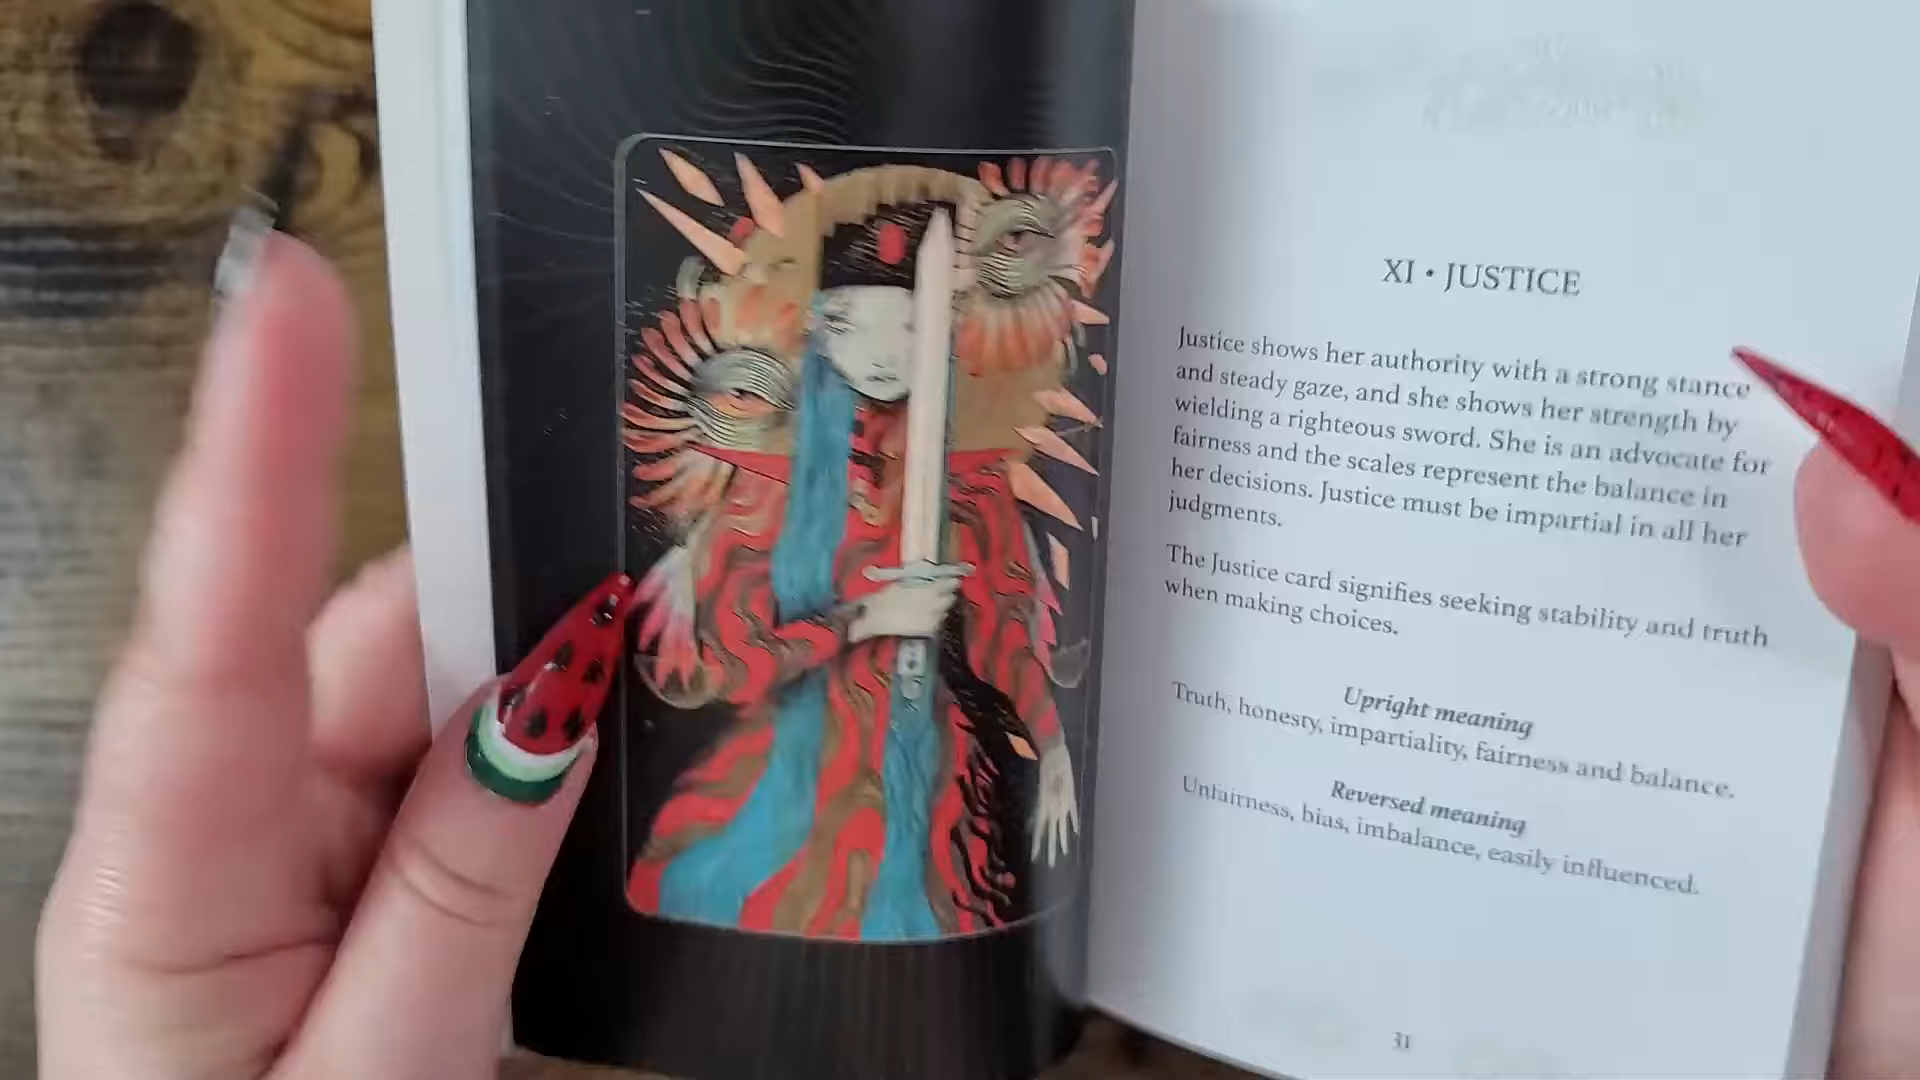 XI • JUSTICE
Justice shows her authority with a strong stance
and steady gaze, and she shows her strength by
wielding a righteous sword. She is an advocate for
fairness and the scales represent the balance in
her decisions. Justice must be impartial in all her
judgments.
The Justice card signifies seeking stability and truth
when making choices.
Upright meaning
Truth, honesty, impartiality, fairness and balance.
Reversed meaning
Unfairness, bias, imbalance, easily influenced.
31